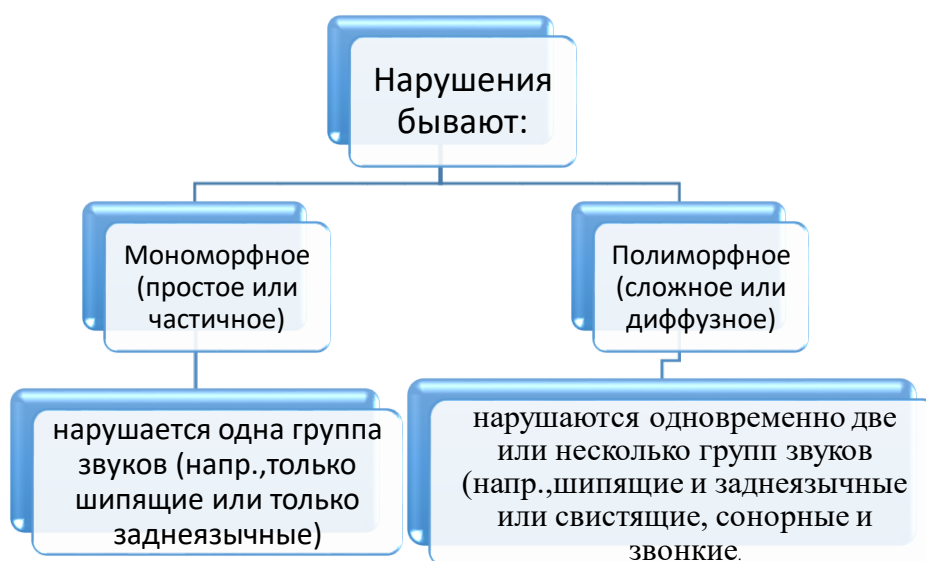 Нарушения
бывают:
Мономорфное
(простое или
частичное)
Полиморфное
(сложное или
диффузное)
нарушается одна группа
звуков (напр.,только
шипящие или только
заднеязычные)
нарушаются одновременно две
или несколько групп звуков
(напр.,шипящие и заднеязычные
или свистящие, сонорные и
звонкие.